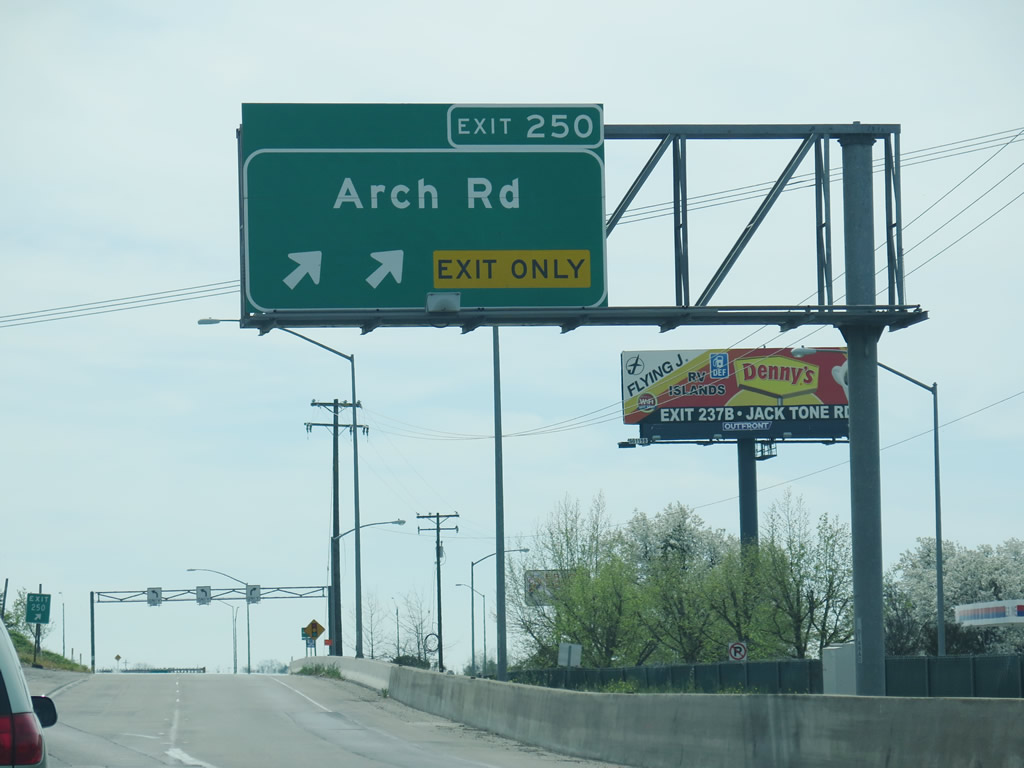 EXIT 250
Arch Rd
EXIT ONLY
FLYING J.
RV
ISLANDS
DEF
WiFi
Denny's
EXIT 237B • JACK TONE RD
OUTFRONT
EXIT
250
P